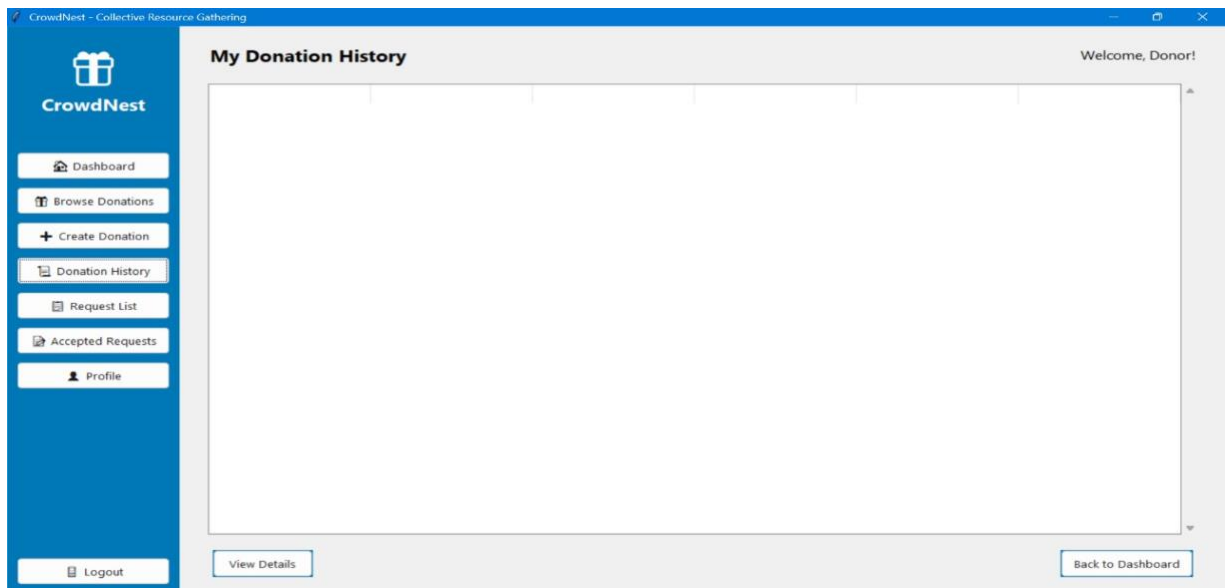 CrowdNest - Collective Resource Gathering
CrowdNest
Dashboard
Browse Donations
Create Donation
Donation History
Request List
Accepted Requests
Profile
Logout
My Donation History
Welcome, Donor!
View Details
Back to Dashboard